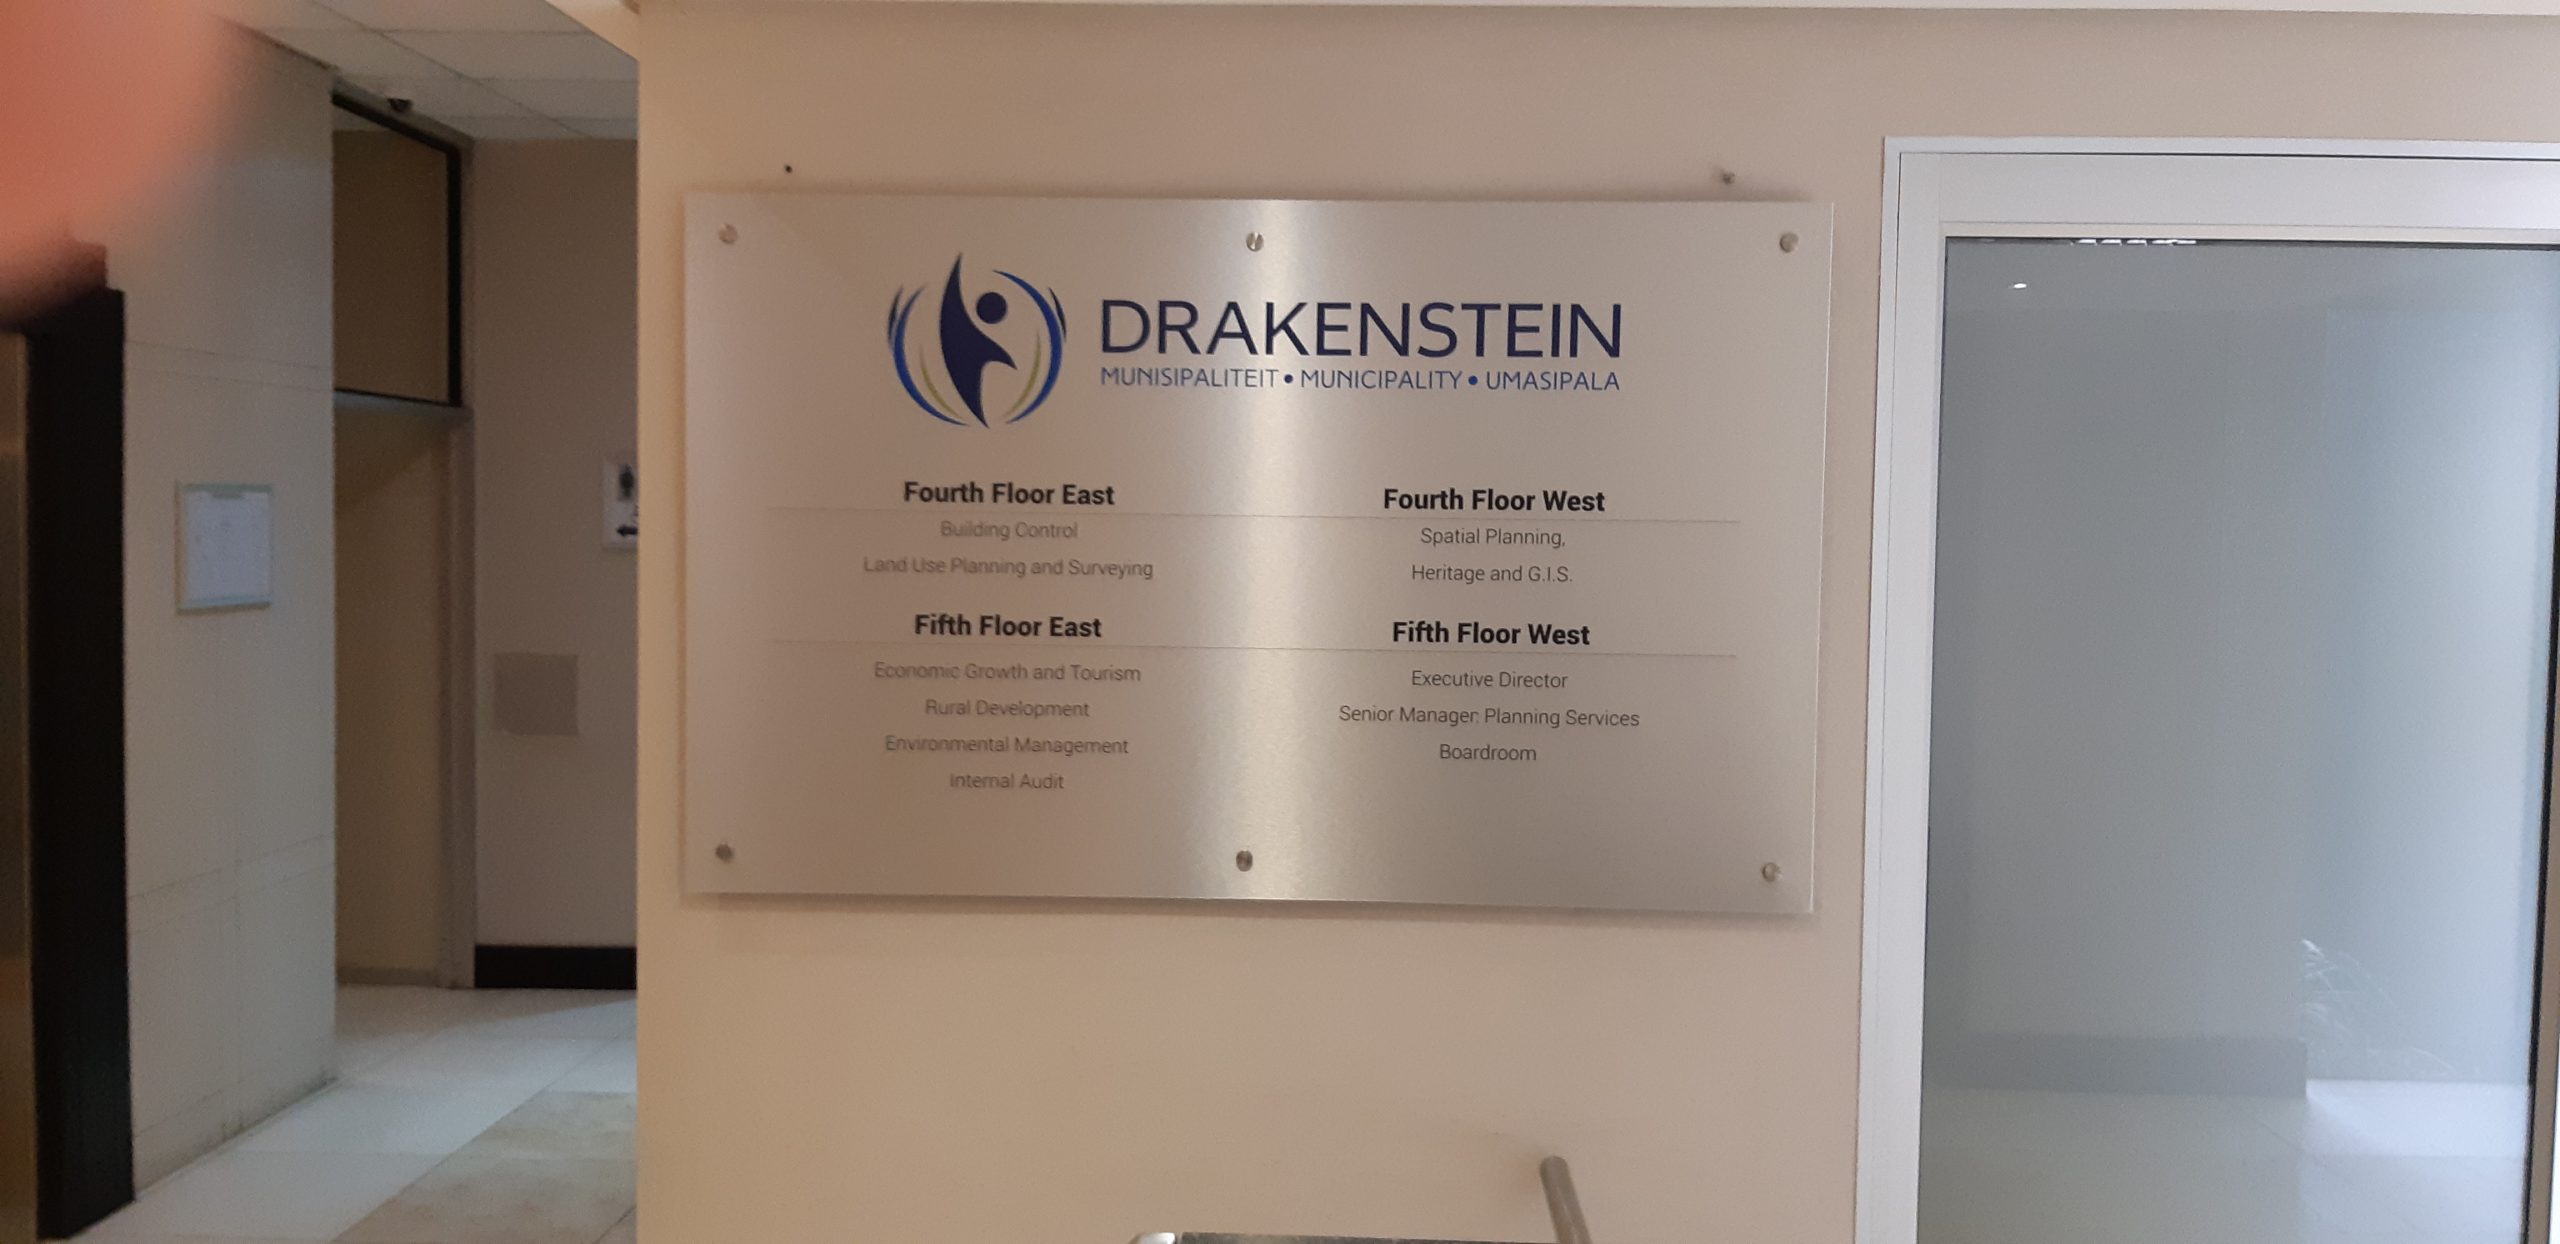 DRAKENSTEIN
MUNISIPALITEIT • MUNICIPALITY • UMASIPALA
Fourth Floor East
Building Control
Land Use Planning and Surveying
Fourth Floor West
Spatial Planning,
Heritage and G.I.S.
Fifth Floor East
Economic Growth and Tourism
Rural Development
Environmental Management
Internal Audit
Fifth Floor West
Executive Director
Senior Manager: Planning Services
Boardroom